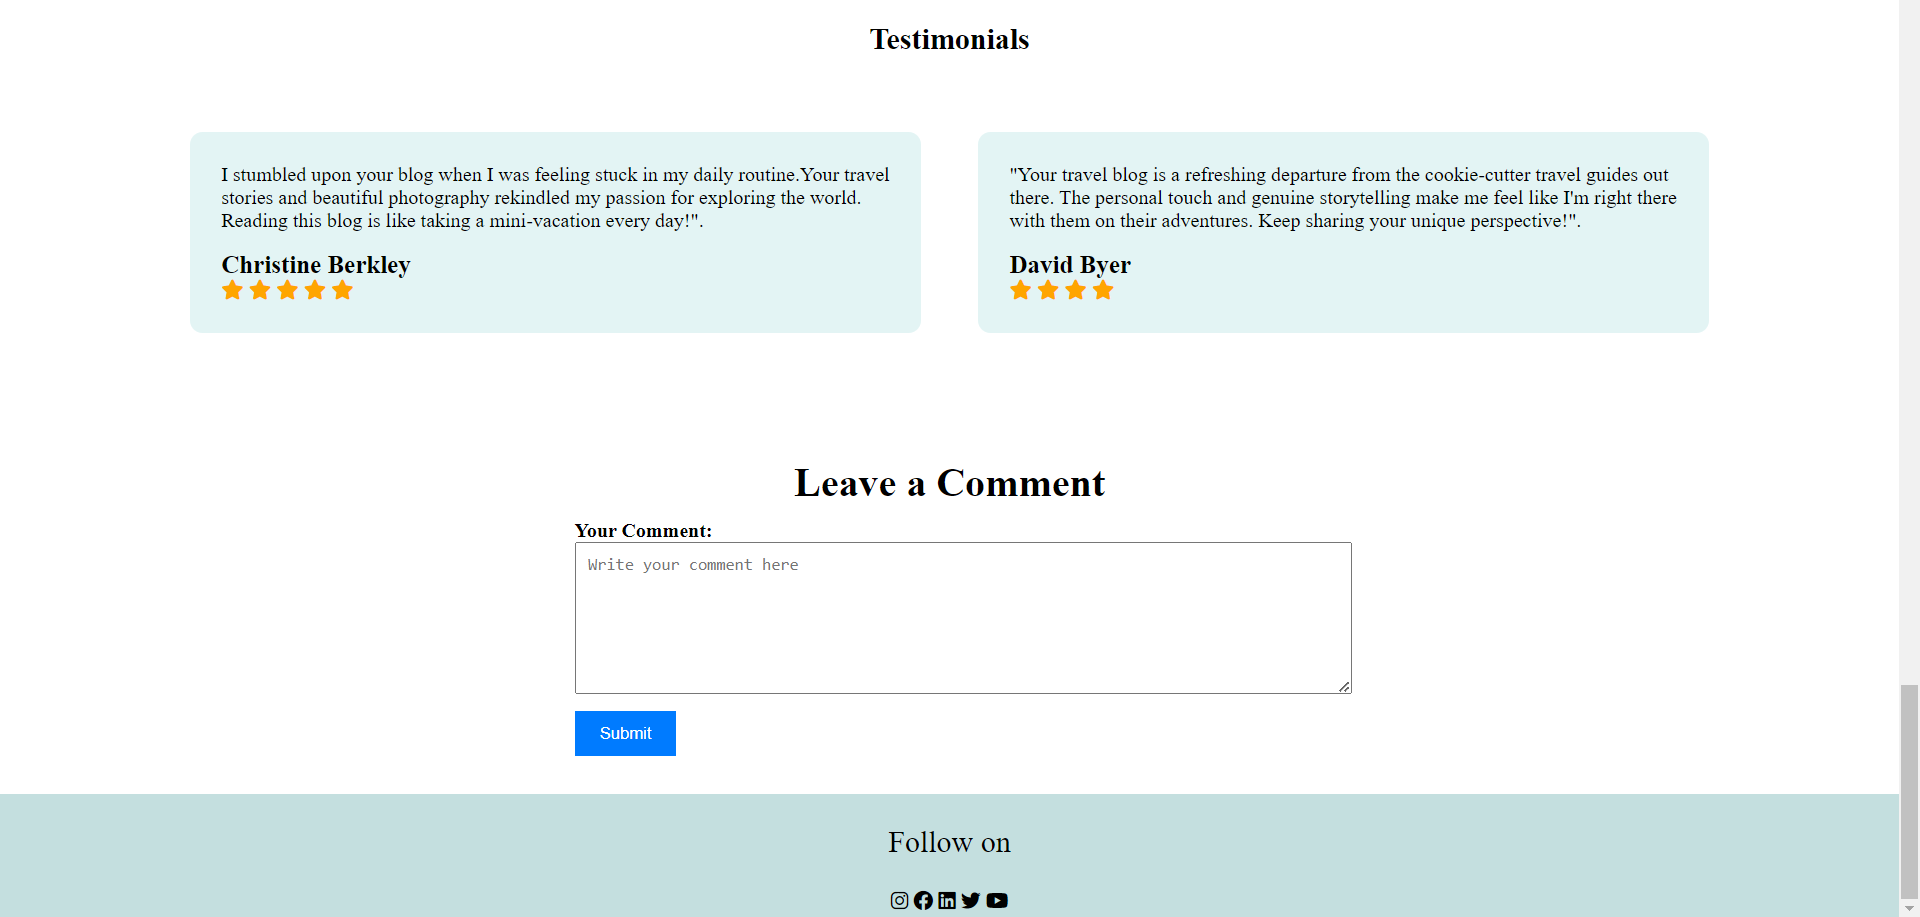 Testimonials
I stumbled upon your blog when I was feeling stuck in my daily routine.Your travel
stories and beautiful photography rekindled my passion for exploring the world.
Reading this blog is like taking a mini-vacation every day!".
Christine Berkley
"Your travel blog is a refreshing departure from the cookie-cutter travel guides out
there. The personal touch and genuine storytelling make me feel like I'm right there
with them on their adventures. Keep sharing your unique perspective!".
David Byer
Leave a Comment
Your Comment:
Write your comment here
Submit
Follow on